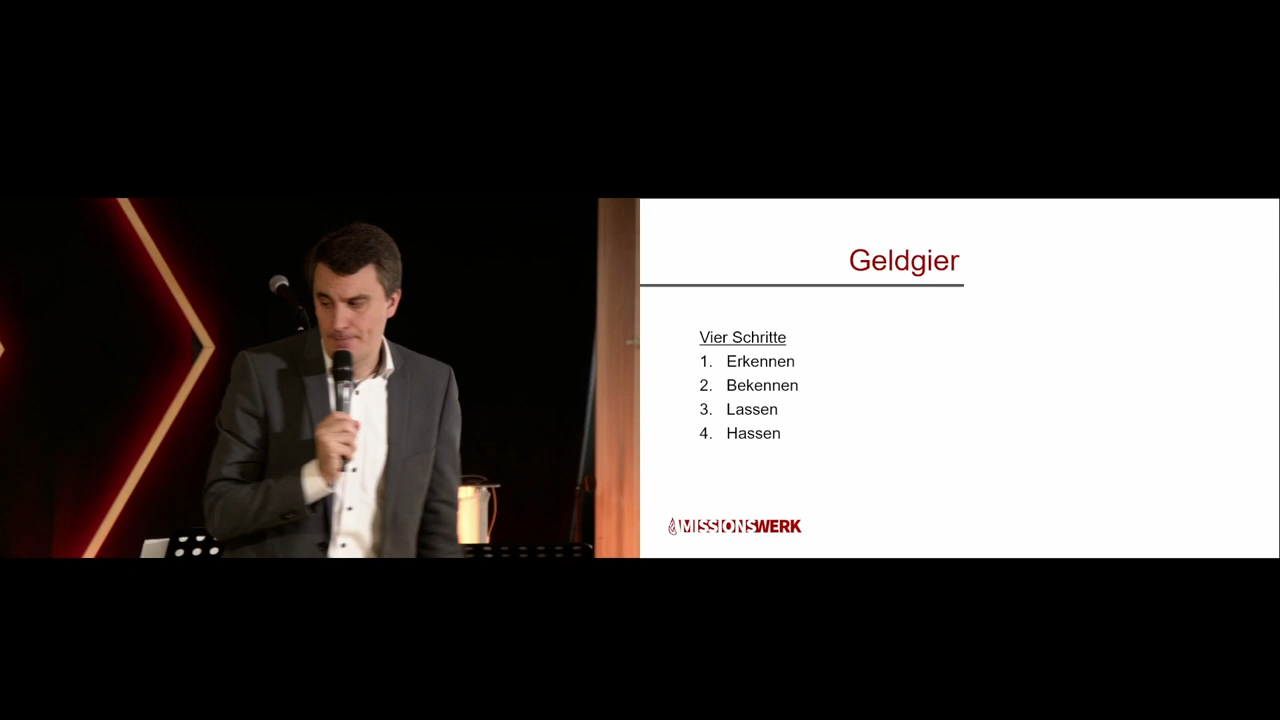 Geldgier
Vier Schritte
1. Erkennen
2. Bekennen
3. Lassen
4. Hassen
MISSIONSWERK